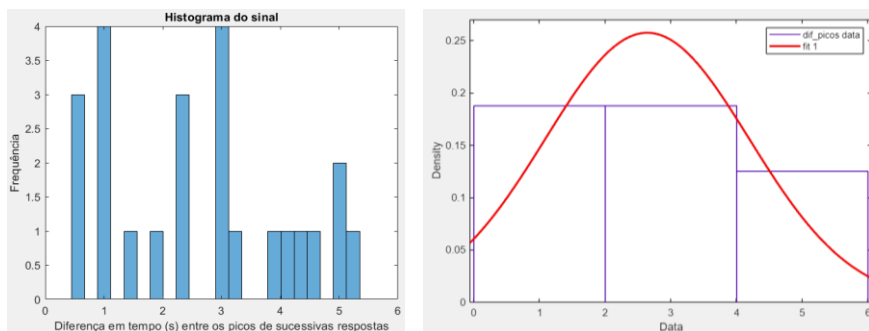 Histograma do sinal
4
3.5
3
2.5
2
1.5
1
0.5
0
Frequência
0 1 2 3 4 5 6
Diferença em tempo (s) entre os picos de sucessivas respostas
dif_picos data
fit 1
0.25
0.2
0.15
0.1
0.05
0
Density
0 1 2 3 4 5 6
Data